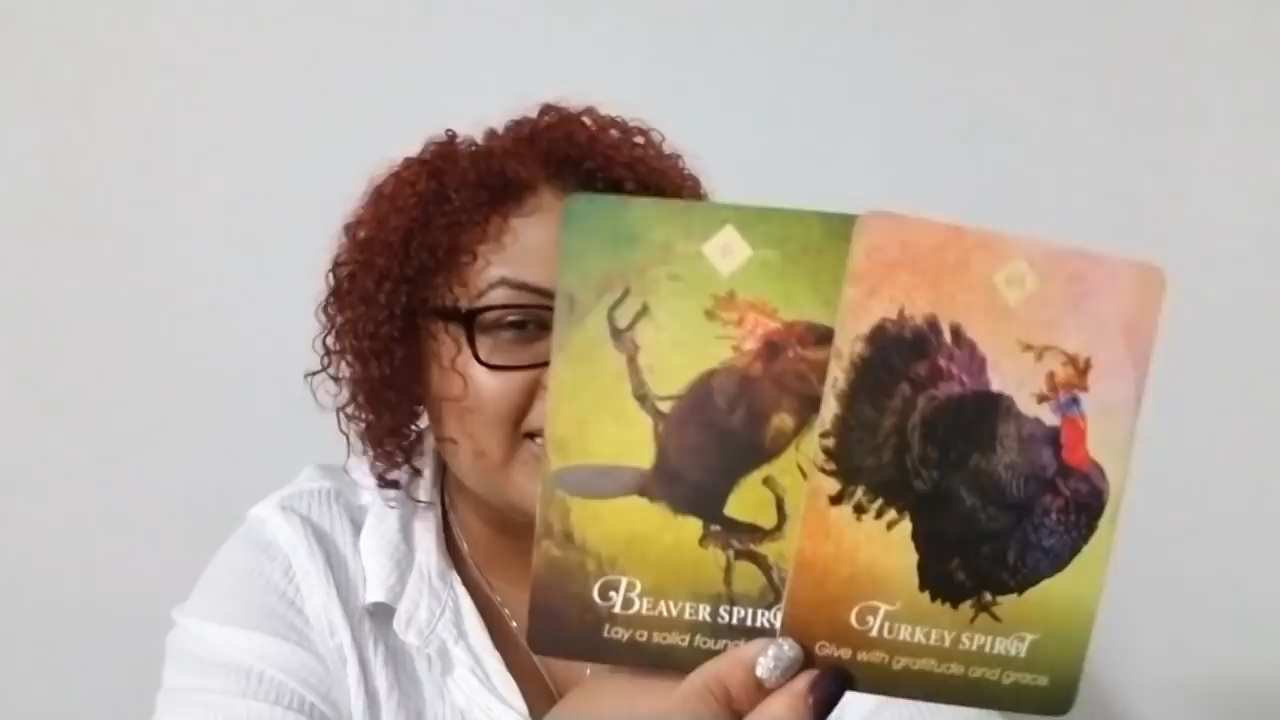 BEAVER SPIR
Lay a solid found
TURKEY SPIRIT
Give with gratitude and grace.